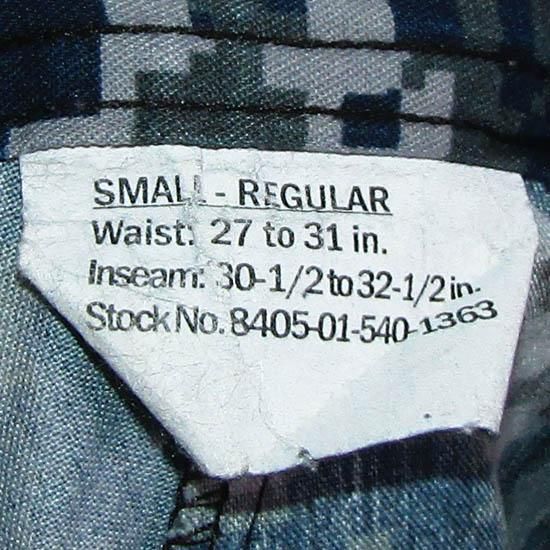 SMALL - REGULAR
Waist: 27 to 31 in.
Inseam: 30-1/2 to 32-1/2 in.
Stock No. 8405-01-540-1363